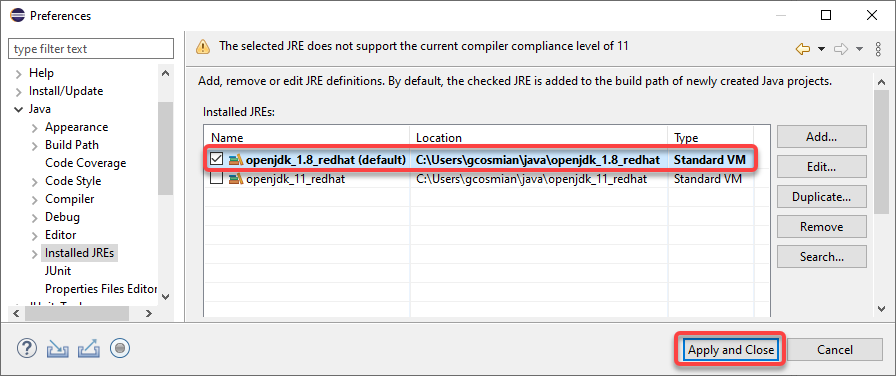 Preferences
type filter text
The selected JRE does not support the current compiler compliance level of 11
Help
Install/Update
Java
Appearance
Build Path
Code Coverage
Code Style
Compiler
Debug
Editor
Installed JREs
JUnit
Properties Files Editor
Add, remove or edit JRE definitions. By default, the checked JRE is added to the build path of newly created Java projects.
Installed JREs:
Name Location Type
openjdk_1.8_redhat (default) C:\Users\gcosmian\java\openjdk_1.8_redhat Standard VM
openjdk_11_redhat C:\Users\gcosmian\java\openjdk_11_redhat Standard VM
Add...
Edit...
Duplicate...
Remove
Search...
Apply and Close
Cancel